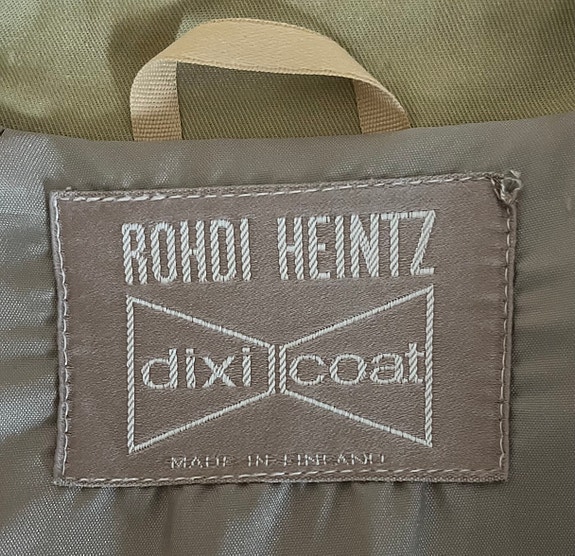 ROHDI HEINTZ
dixi coat
MADE IN FINLAND